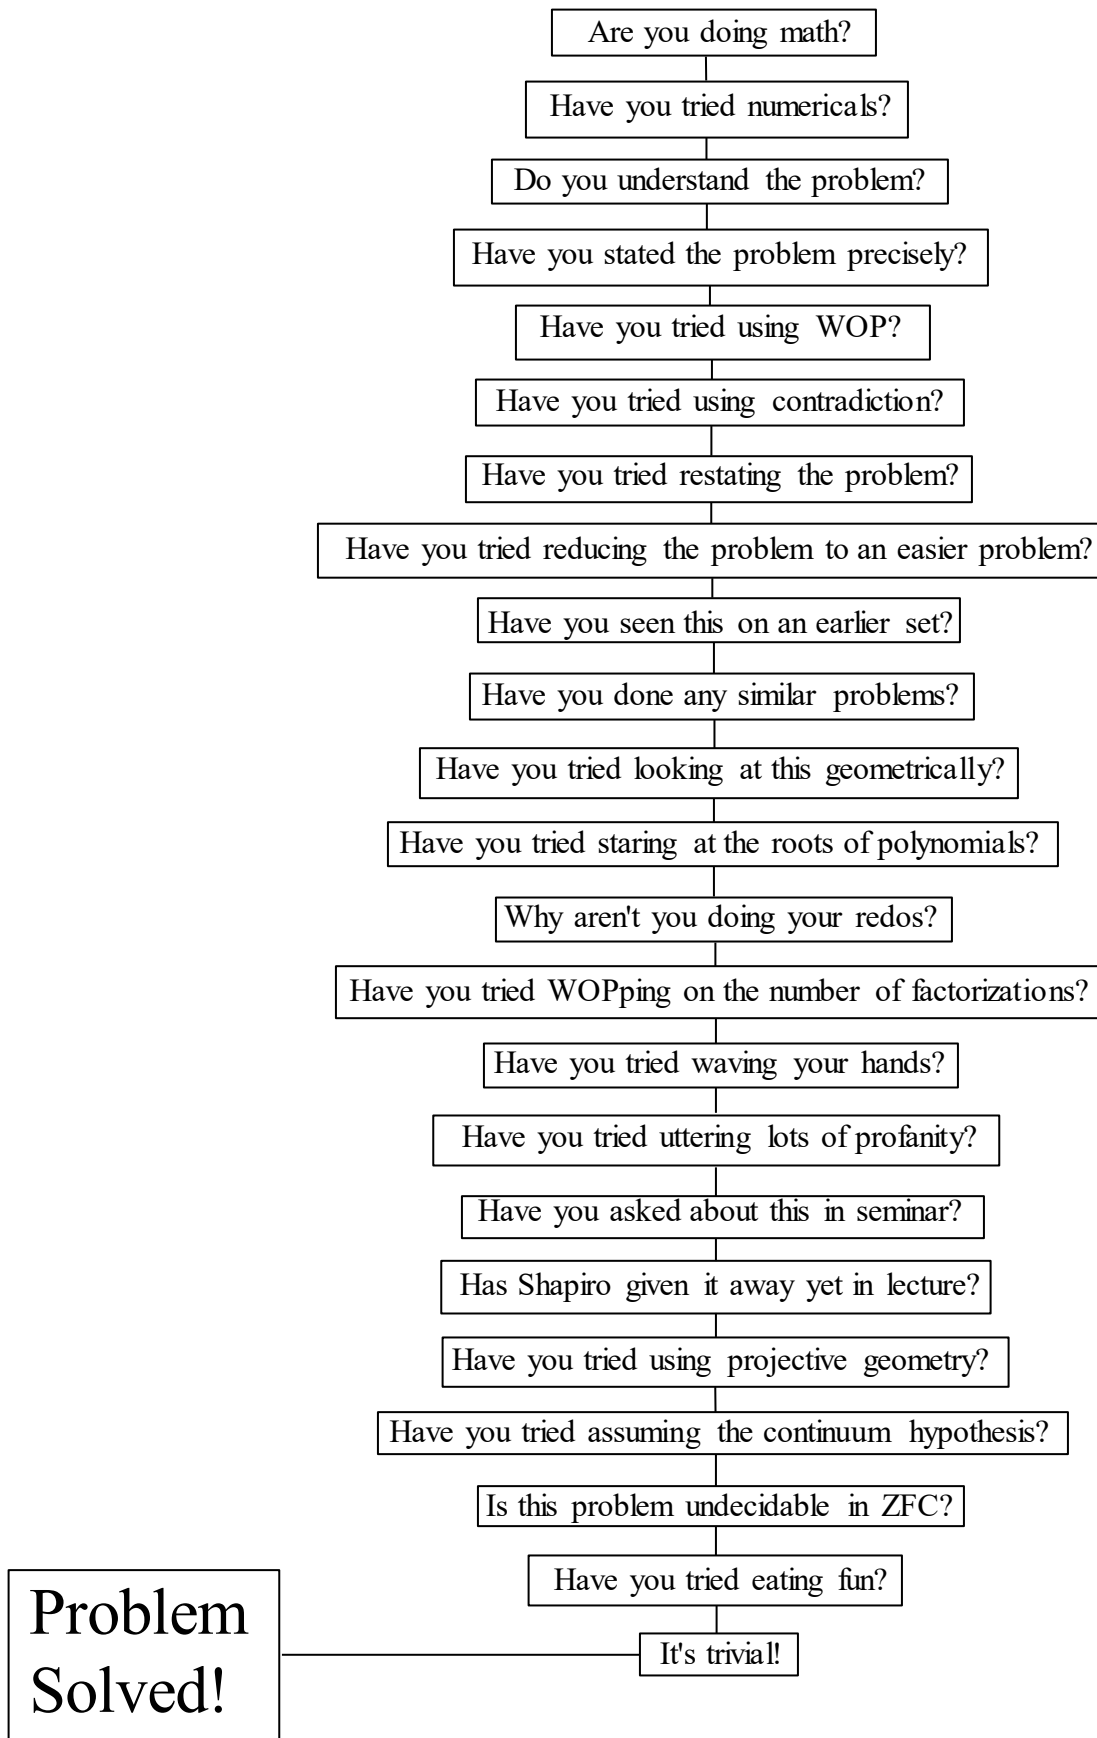 Are you doing math?
Have you tried numericals?
Do you understand the problem?
Have you stated the problem precisely?
Have you tried using WOP?
Have you tried using contradiction?
Have you tried restating the problem?
Have you tried reducing the problem to an easier problem?
Have you seen this on an earlier set?
Have you done any similar problems?
Have you tried looking at this geometrically?
Have you tried staring at the roots of polynomials?
Why aren't you doing your redos?
Have you tried WOPping on the number of factorizations?
Have you tried waving your hands?
Have you tried uttering lots of profanity?
Have you asked about this in seminar?
Has Shapiro given it away yet in lecture?
Have you tried using projective geometry?
Have you tried assuming the continuum hypothesis?
Is this problem undecidable in ZFC?
Have you tried eating fun?
It's trivial!
Problem
Solved!